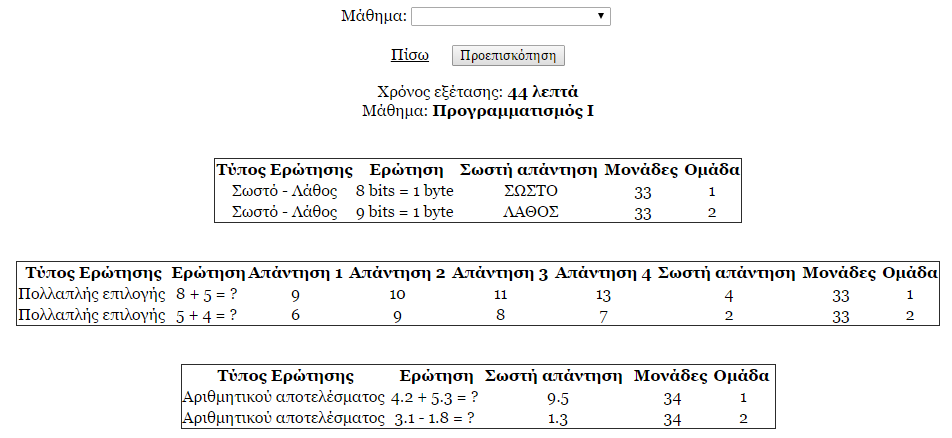 Μάθημα:
Πίσω Προεπισκόπηση
Χρόνος εξέτασης: 44 λεπτά
Μάθημα: Προγραμματισμός Ι
Τύπος Ερώτησης Ερώτηση Σωστή απάντηση Μονάδες Ομάδα
Σωστό - Λάθος 8 bits = 1 byte ΣΩΣΤΟ 33 1
Σωστό - Λάθος 9 bits = 1 byte ΛΑΘΟΣ 33 2
Τύπος Ερώτησης Ερώτηση Απάντηση 1 Απάντηση 2 Απάντηση 3 Απάντηση 4 Σωστή απάντηση Μονάδες Ομάδα
Πολλαπλής επιλογής 8 + 5 = ? 9 10 11 13 4 33 1
Πολλαπλής επιλογής 5 + 4 = ? 6 9 8 7 2 33 2
Τύπος Ερώτησης Ερώτηση Σωστή απάντηση Μονάδες Ομάδα
Αριθμητικού αποτελέσματος 4.2 + 5.3 = ? 9.5 34 1
Αριθμητικού αποτελέσματος 3.1 - 1.8 = ? 1.3 34 2